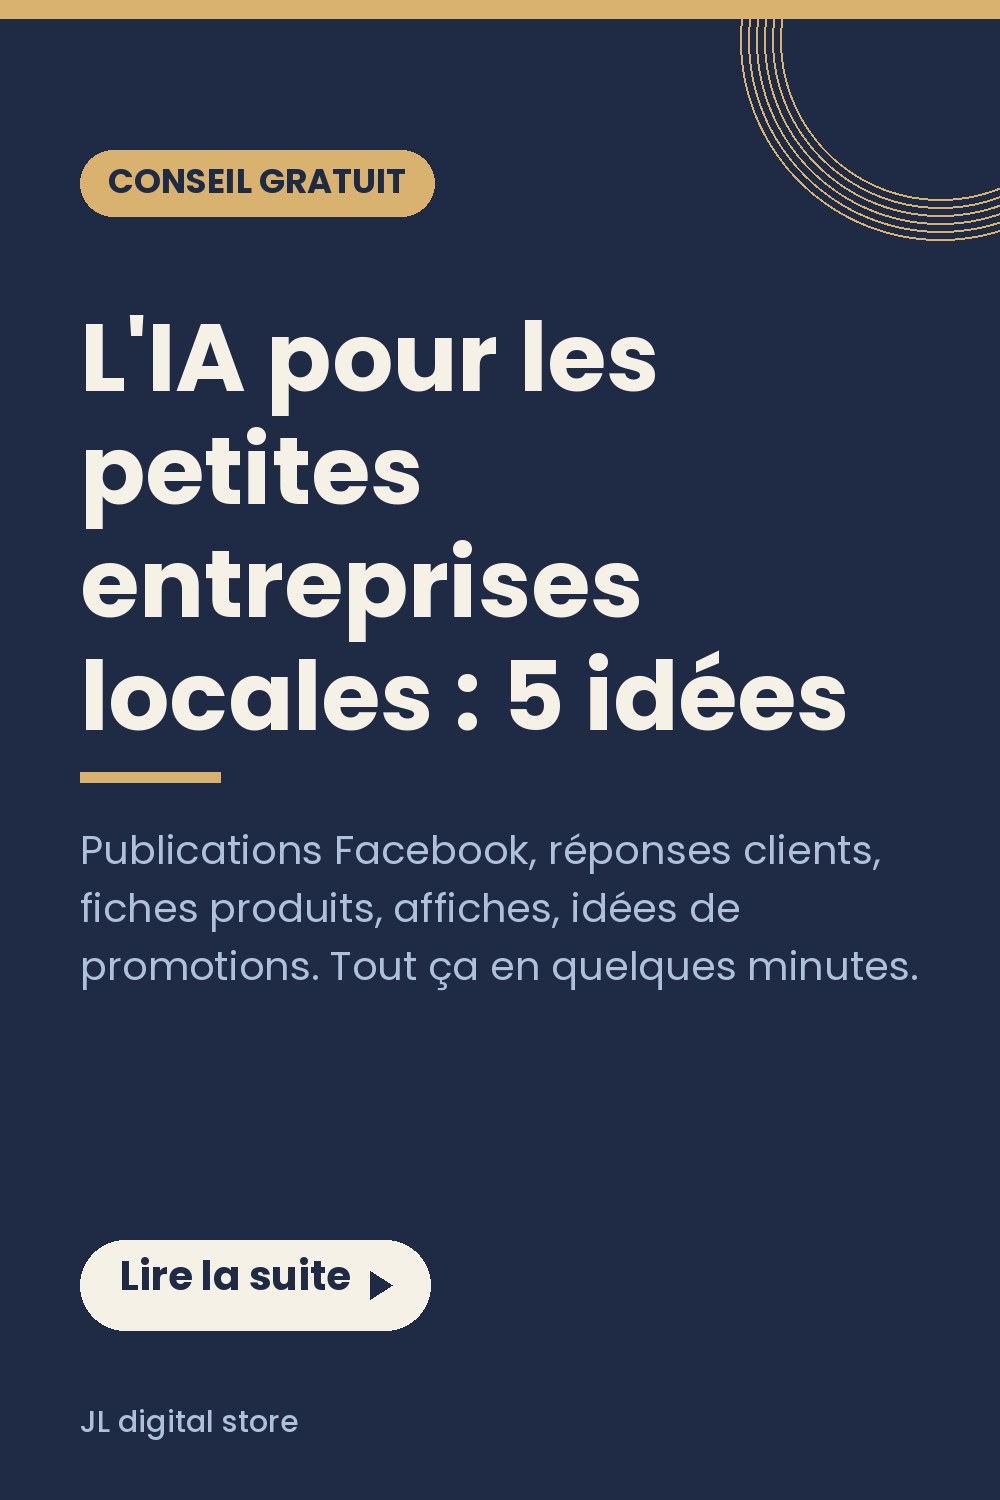 CONSEIL GRATUIT
L'IA pour les
petites
entreprises
locales : 5 idées
Publications Facebook, réponses clients,
fiches produits, affiches, idées de
promotions. Tout ça en quelques minutes.
Lire la suite
JL digital store